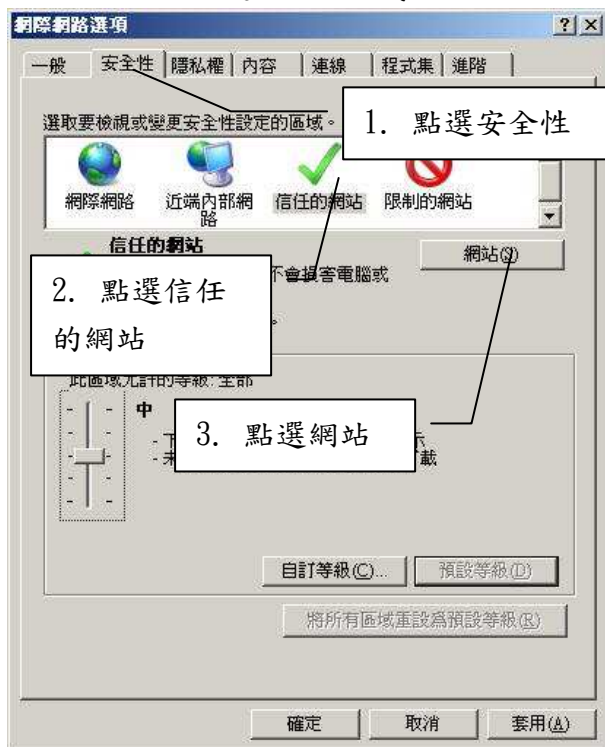 網際網路選項
一般 安全性 隱私權 內容 連線 程式集 進階
選取要檢視或變更安全性設定的區域。
1. 點選安全性
網際網路 近端內部網路 信任的網站 限制的網站
信任的網站
網站(S)
不會損害電腦或
2. 點選信任
的網站
。
此區域允許的等級: 全部
中
3. 點選網站
- 下
示
- 未
載
自訂等級(C)... 預設等級(D)
將所有區域重設為預設等級(R)
確定 取消 套用(A)